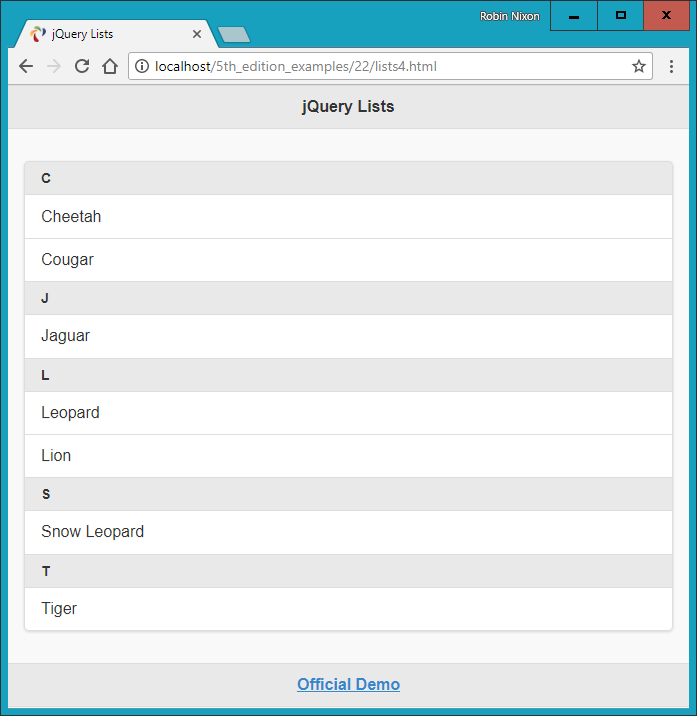 Robin Nixon
jQuery Lists
localhost/5th_edition_examples/22/lists4.html
jQuery Lists
C
Cheetah
Cougar
J
Jaguar
L
Leopard
Lion
S
Snow Leopard
T
Tiger
Official Demo